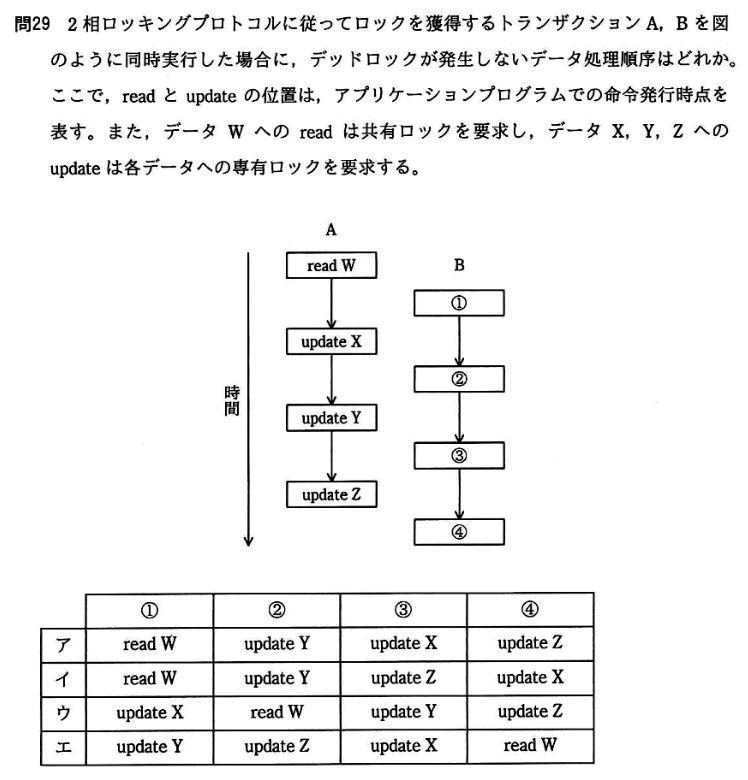 問29 2相ロッキングプロトコルに従ってロックを獲得するトランザクション A，B を図
のように同時実行した場合に，デッドロックが発生しないデータ処理順序はどれか。
ここで，read と update の位置は，アプリケーションプログラムでの命令発行時点を
表す。また，データ W への read は共有ロックを要求し，データ X，Y，Z への
update は各データへの専有ロックを要求する。
A
read W
B
①
update X
②
時間
update Y
③
update Z
④
① ② ③ ④
ア read W update Y update X update Z
イ read W update Y update Z update X
ウ update X read W update Y update Z
エ update Y update Z update X read W